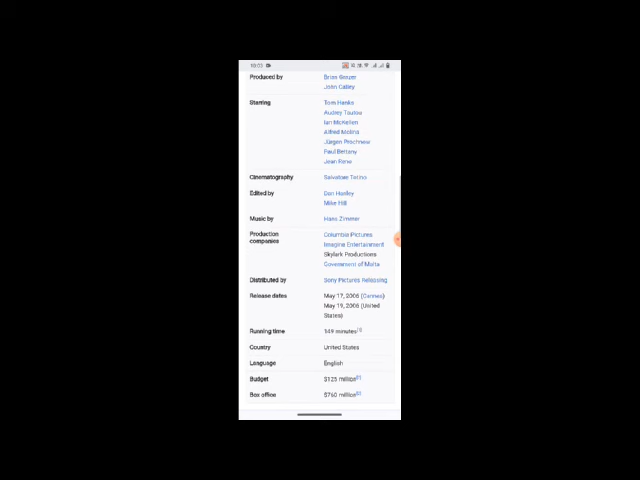 Produced by Brian Grazer
John Calley
Starring Tom Hanks
Audrey Tautou
Ian McKellen
Alfred Molina
Jürgen Prochnow
Paul Bettany
Jean Reno
Cinematography Salvatore Totino
Edited by Dan Hanley
Mike Hill
Music by Hans Zimmer
Production companies Columbia Pictures
Imagine Entertainment
Skylark Productions
Government of Malta
Distributed by Sony Pictures Releasing
Release dates May 17, 2006 (Cannes)
May 19, 2006 (United
States)
Running time 149 minutes
Country United States
Language English
Budget $125 million
Box office $760 million